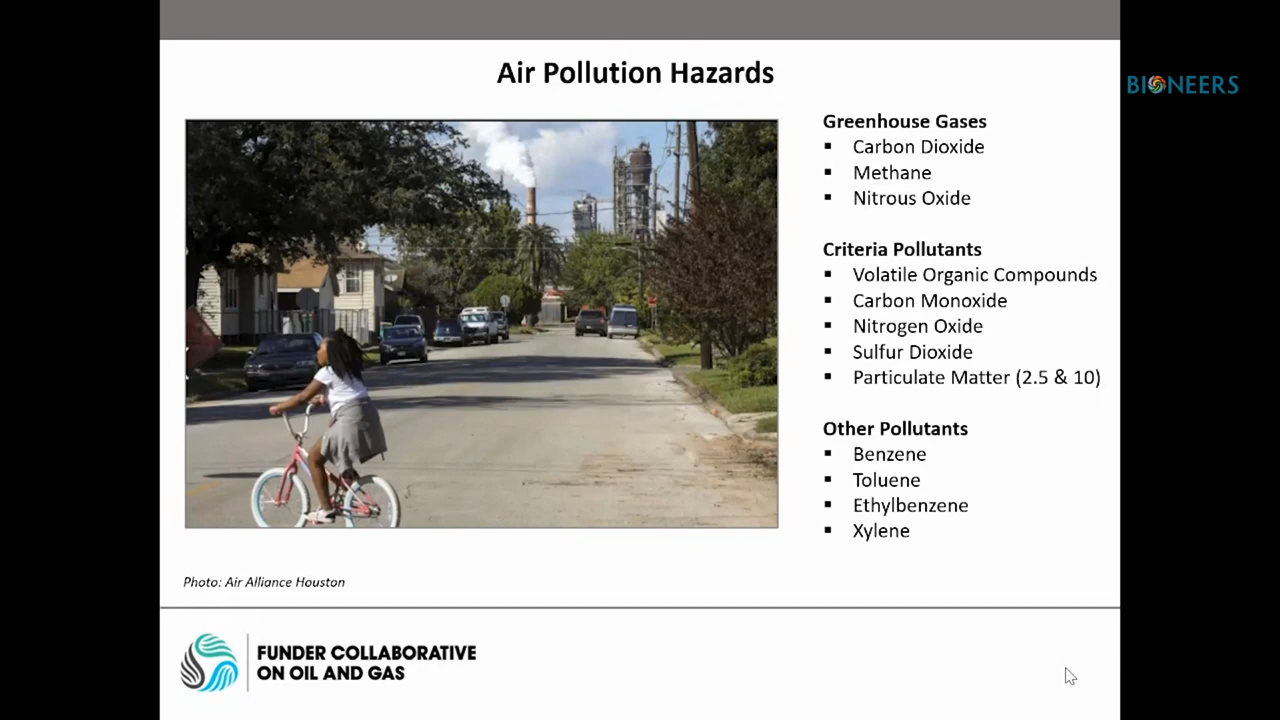 Air Pollution Hazards
BIONEERS
Greenhouse Gases
▪ Carbon Dioxide
▪ Methane
▪ Nitrous Oxide
Criteria Pollutants
▪ Volatile Organic Compounds
▪ Carbon Monoxide
▪ Nitrogen Oxide
▪ Sulfur Dioxide
▪ Particulate Matter (2.5 & 10)
Other Pollutants
▪ Benzene
▪ Toluene
▪ Ethylbenzene
▪ Xylene
Photo: Air Alliance Houston
FUNDER COLLABORATIVE
ON OIL AND GAS